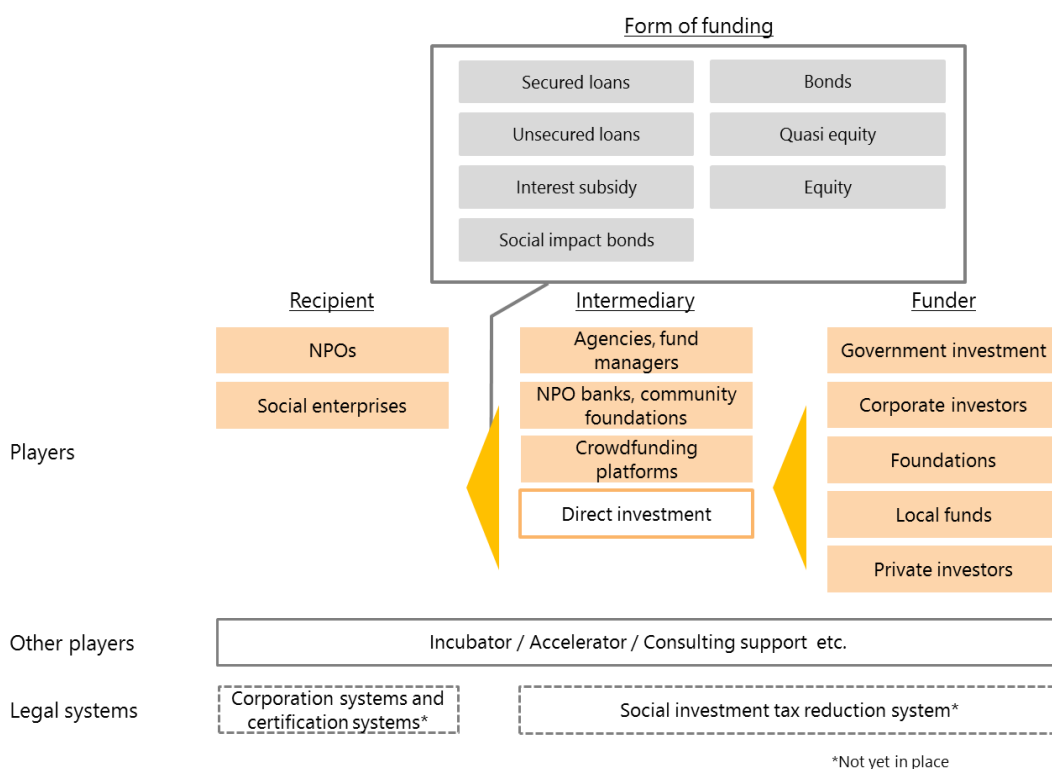 Form of funding
Secured loans
Bonds
Unsecured loans
Quasi equity
Interest subsidy
Equity
Social impact bonds
Recipient
Intermediary
Funder
Players
NPOs
Social enterprises
Agencies, fund
managers
NPO banks, community
foundations
Crowdfunding
platforms
Direct investment
Government investment
Corporate investors
Foundations
Local funds
Private investors
Other players
Incubator / Accelerator / Consulting support etc.
Legal systems
Corporation systems and
certification systems*
Social investment tax reduction system*
*Not yet in place